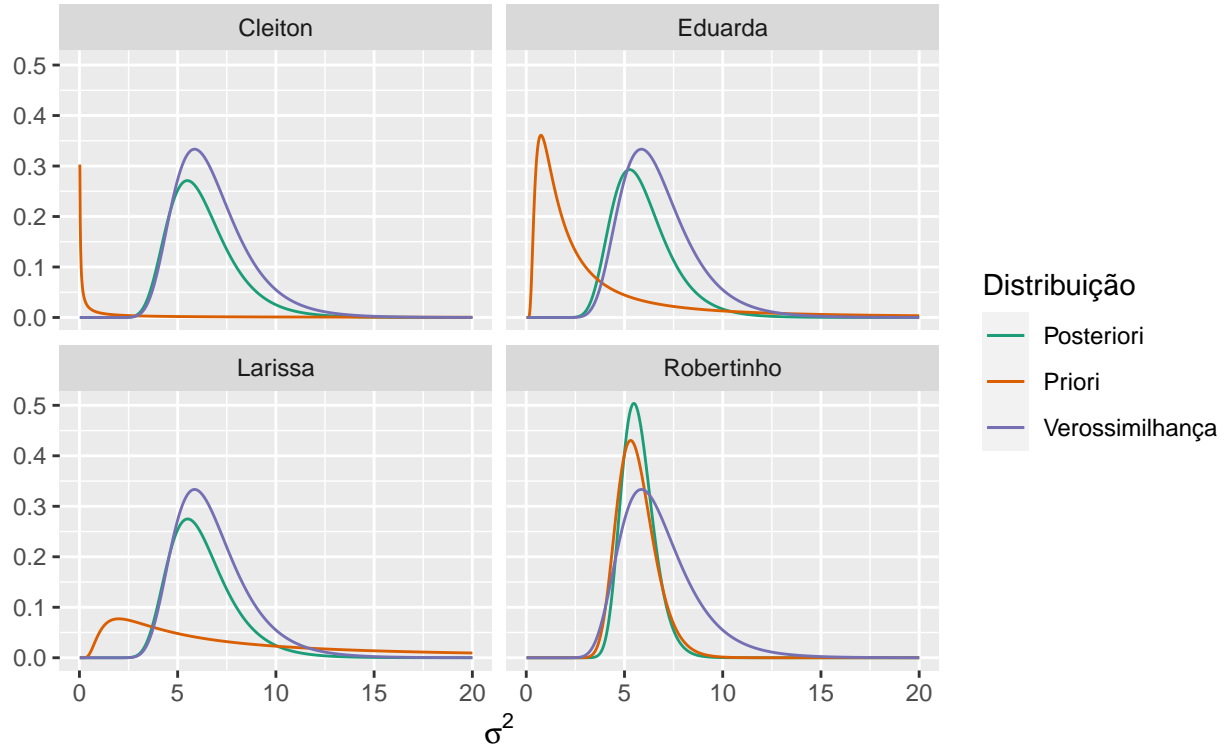 Cleiton
Eduarda
0.5
0.4
0.3
0.2
0.1
0.0
Larissa
Robertinho
0.5
0.4
0.3
0.2
0.1
0.0
0 5 10 15 20
0 5 10 15 20
σ²
Distribuição
Posteriori
Priori
Verossimilhança